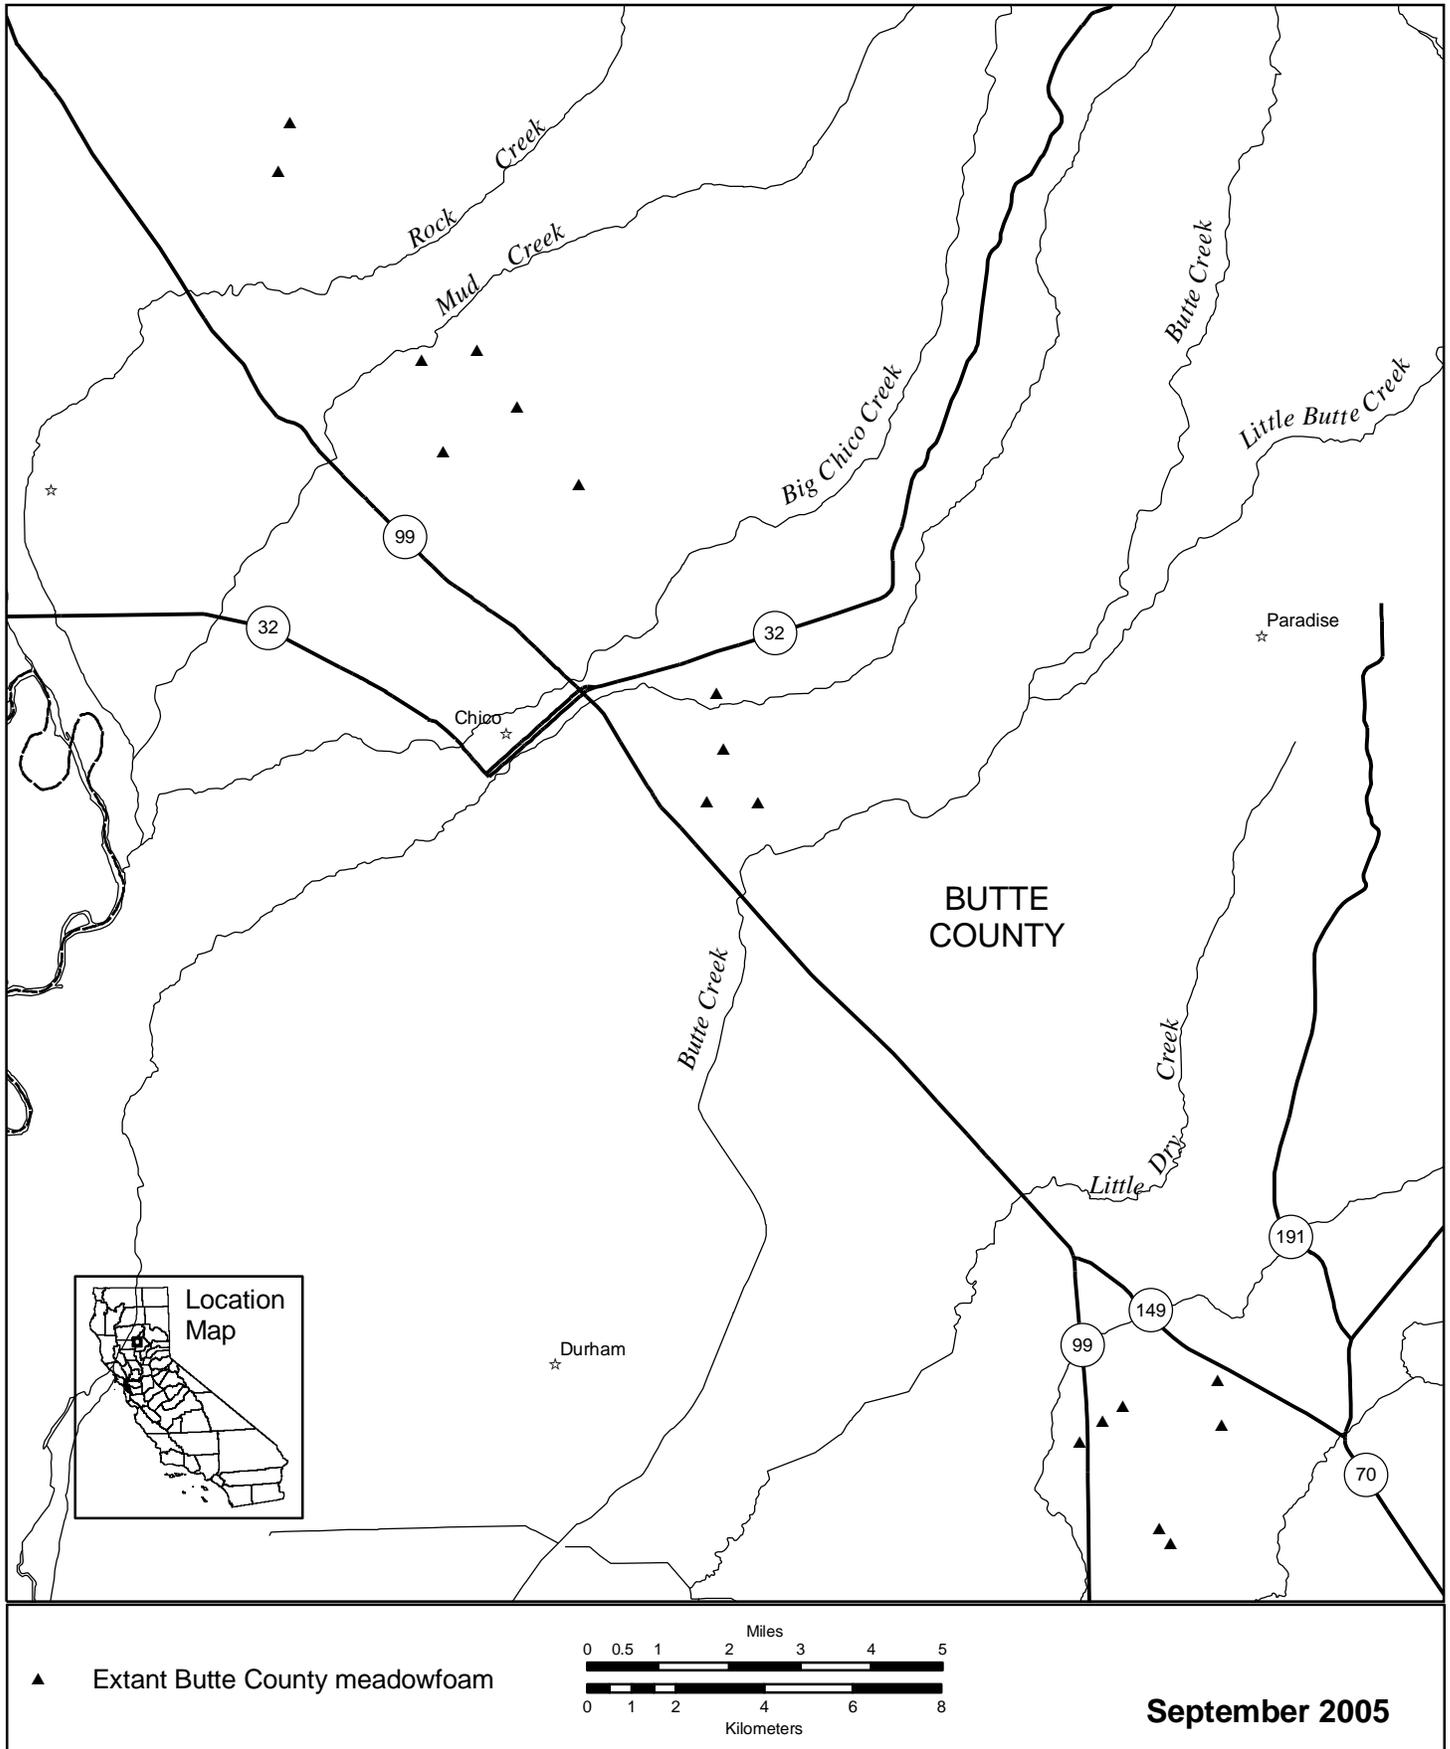 Rock Creek
Mud Creek
Big Chico Creek
Butte Creek
Little Butte Creek
99
32
32
Paradise
Chico
BUTTE
COUNTY
Butte Creek
Little Dry Creek
191
149
99
70
Durham
Location
Map
Extant Butte County meadowfoam
Miles
0 0.5 1 2 3 4 5
0 1 2 4 6 8
Kilometers
September 2005